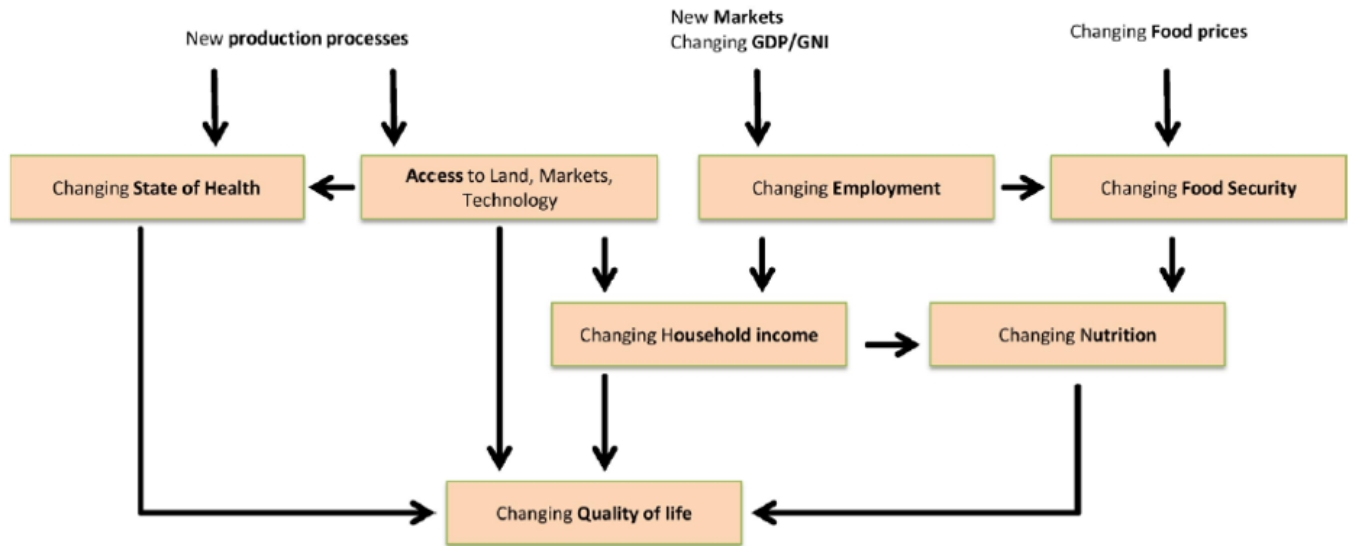 New production processes
New Markets
Changing GDP/GNI
Changing Food prices
Changing State of Health
Access to Land, Markets,
Technology
Changing Employment
Changing Food Security
Changing Household income
Changing Nutrition
Changing Quality of life